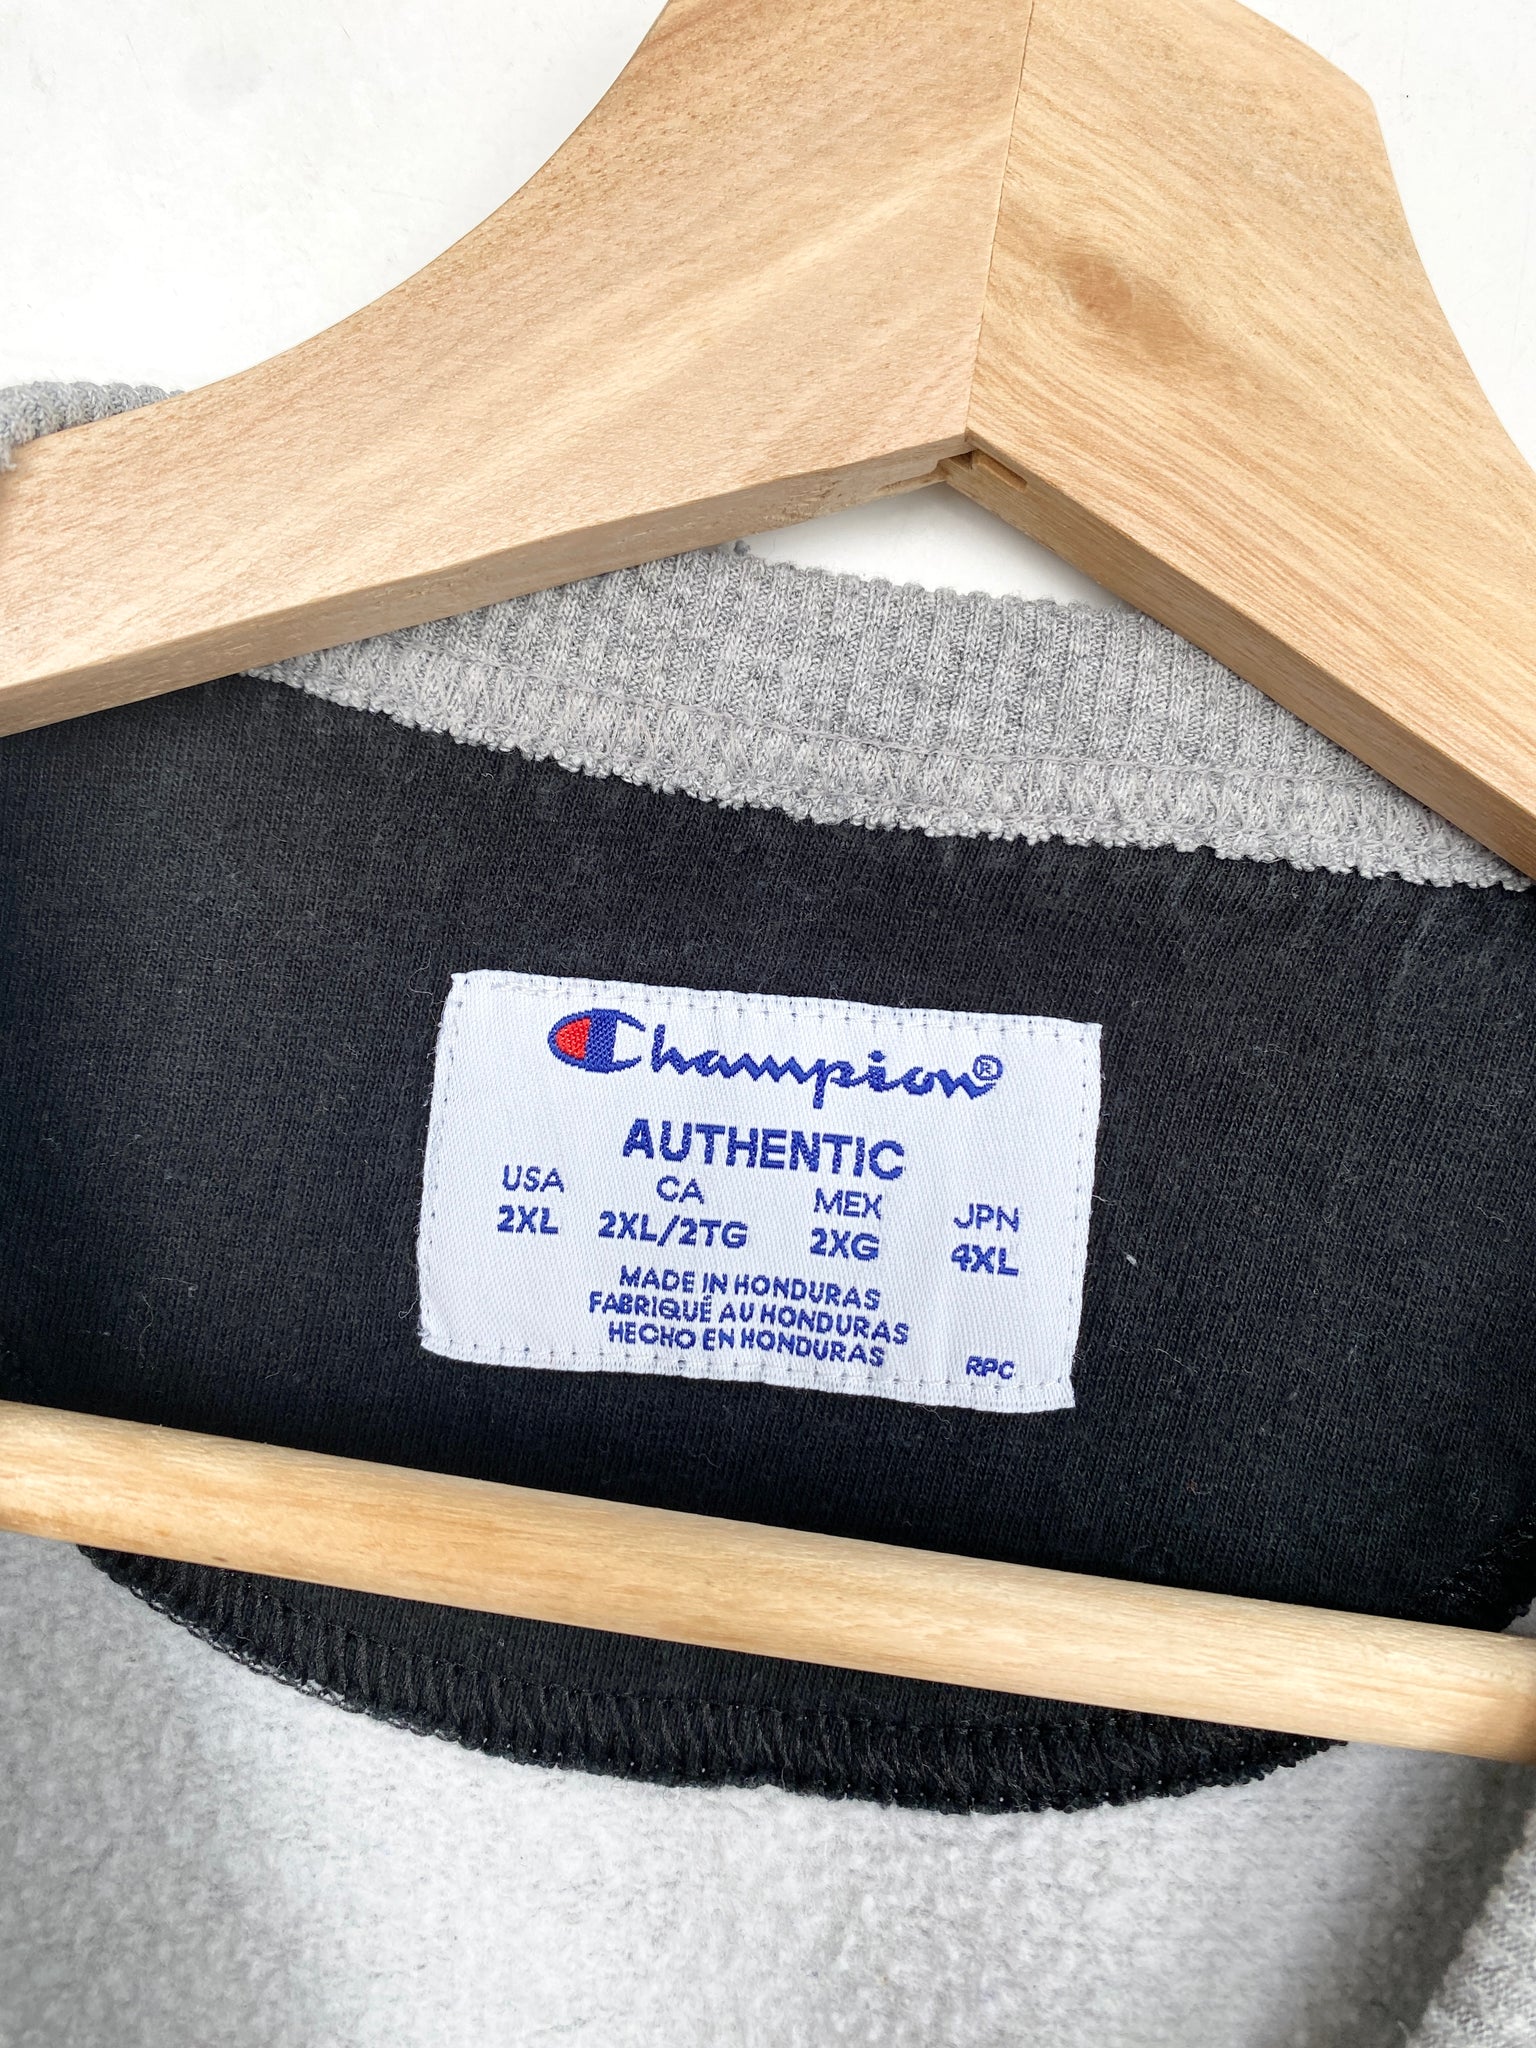 Champion®
AUTHENTIC
USA CA MEX JPN
2XL 2XL/2TG 2XG 4XL
MADE IN HONDURAS
FABRIQUÉ AU HONDURAS
HECHO EN HONDURAS
RPC